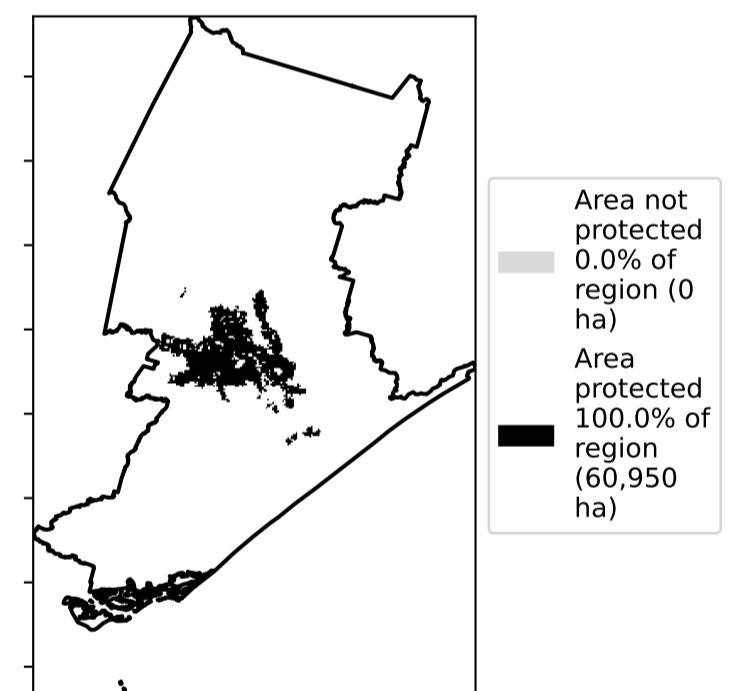 Area not
protected
0.0% of
region (0
ha)
Area
protected
100.0% of
region
(60,950
ha)